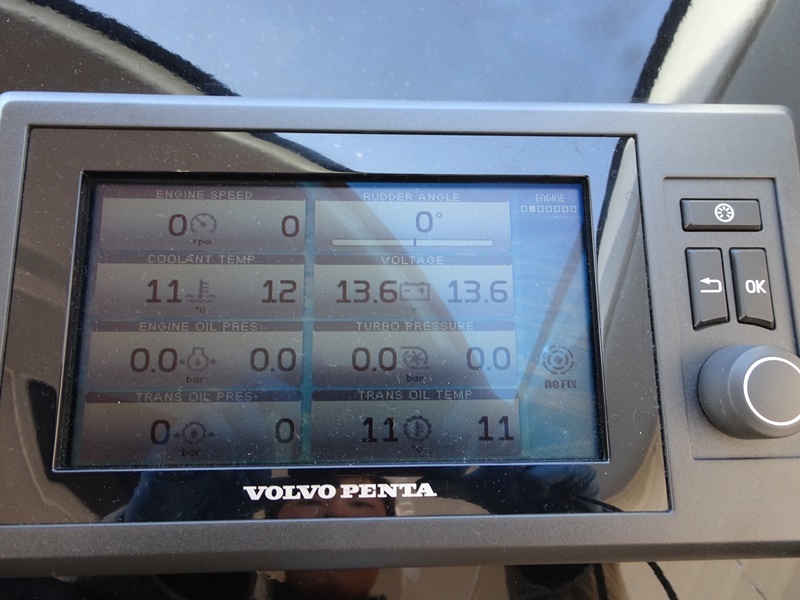 ENGINE SPEED
0 rpm 0
RUDDER ANGLE
0°
ENGINE
COOLANT TEMP
11 °C 12
VOLTAGE
13.6 V 13.6
ENGINE OIL PRES
0.0 bar 0.0
TURBO PRESSURE
0.0 bar 0.0
NO FIX
TRANS OIL PRES
0 bar 0
TRANS OIL TEMP
11 °C 11
OK
VOLVO PENTA